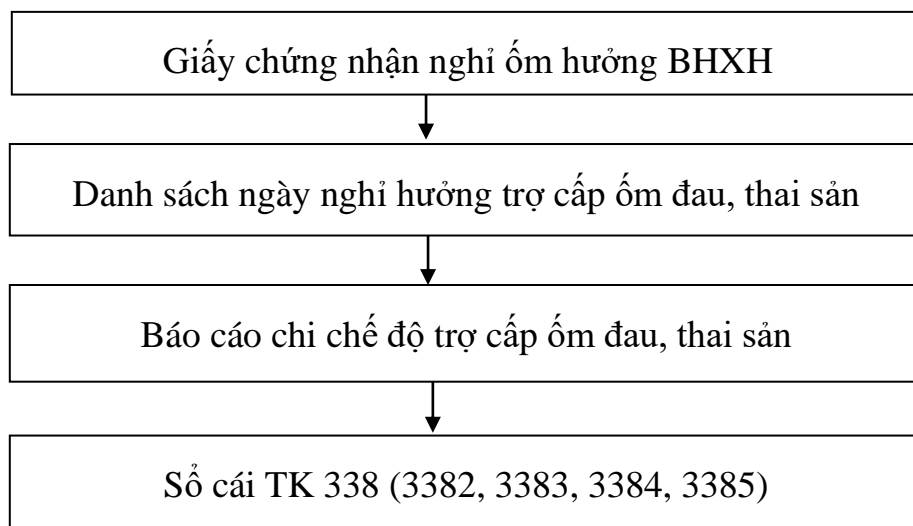 Giấy chứng nhận nghỉ ốm hưởng BHXH
Danh sách ngày nghỉ hưởng trợ cấp ốm đau, thai sản
Báo cáo chi chế độ trợ cấp ốm đau, thai sản
Sổ cái TK 338 (3382, 3383, 3384, 3385)